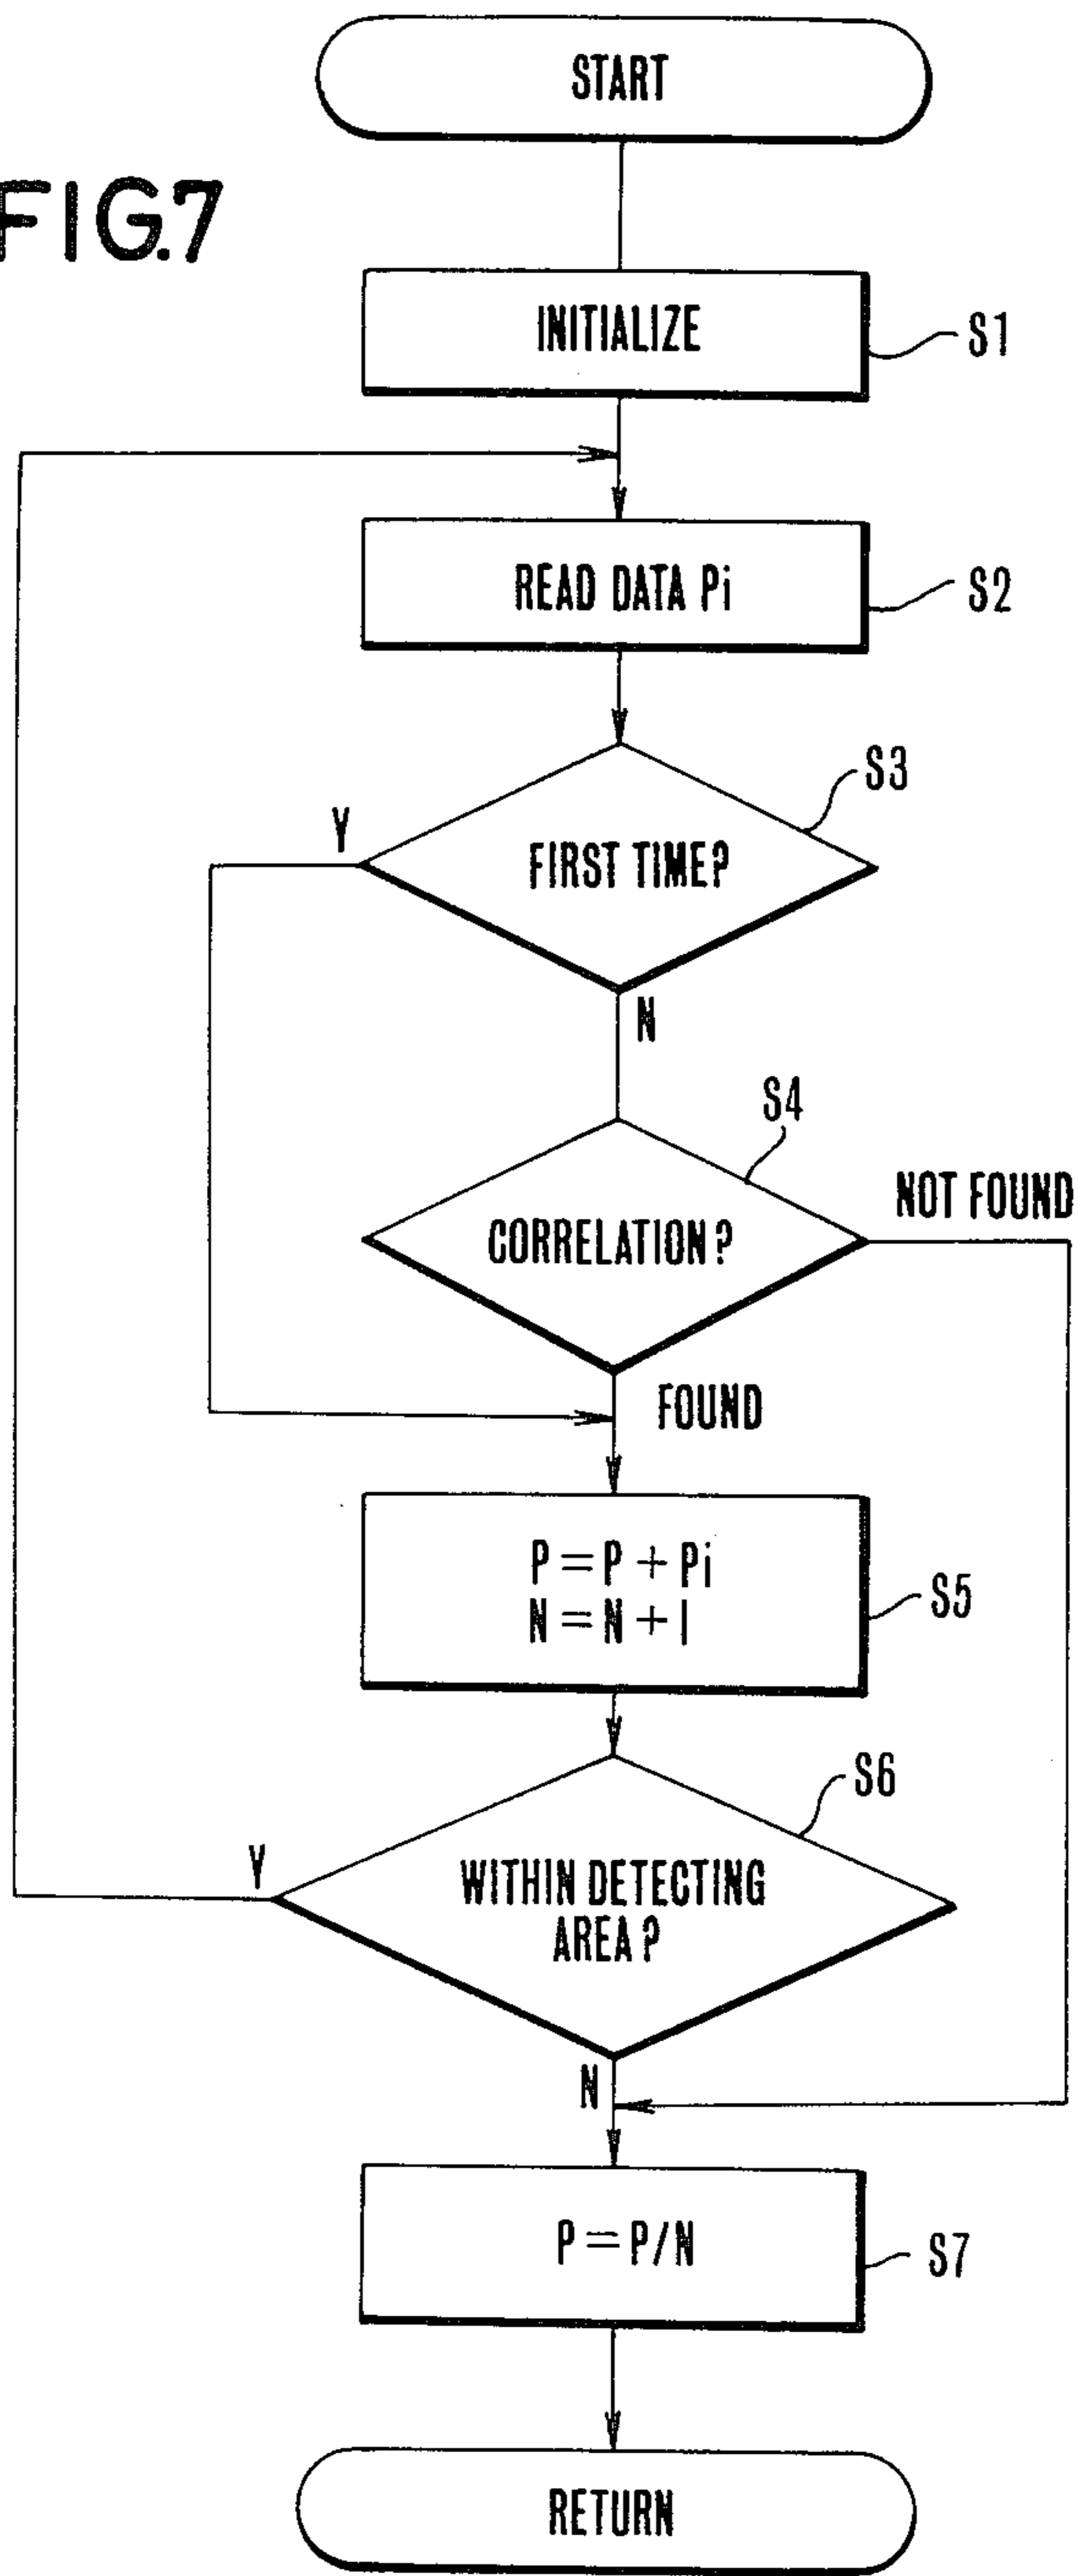 START
FIG.7
INITIALIZE
S1
READ DATA Pi
S2
S3
Y
FIRST TIME?
N
S4
NOT FOUND
CORRELATION?
FOUND
P = P + Pi
N = N + 1
S5
S6
Y
WITHIN DETECTING
AREA?
N
P = P/N
S7
RETURN